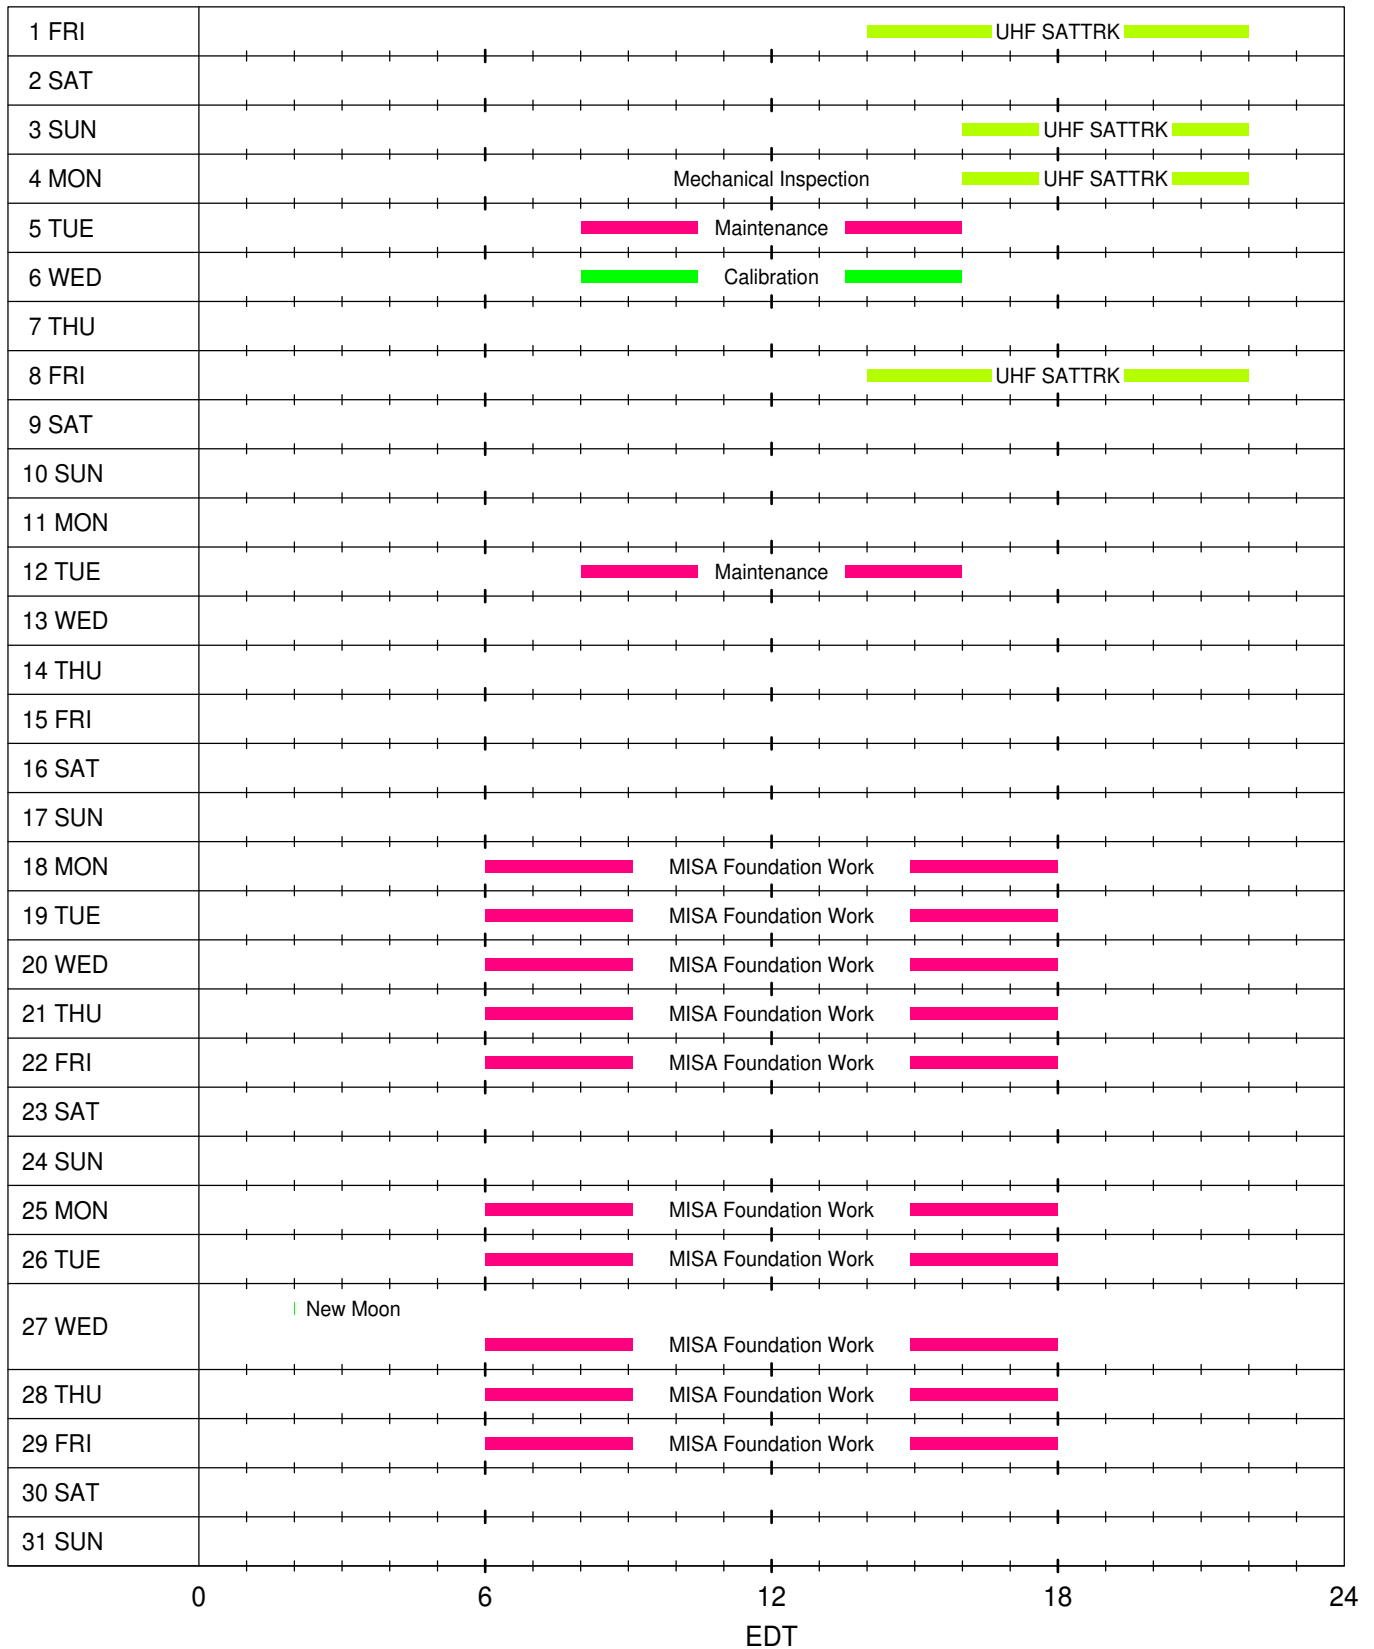 1 FRI UHF SATTRK
2 SAT
3 SUN UHF SATTRK
4 MON Mechanical Inspection UHF SATTRK
5 TUE Maintenance
6 WED Calibration
7 THU
8 FRI UHF SATTRK
9 SAT
10 SUN
11 MON
12 TUE Maintenance
13 WED
14 THU
15 FRI
16 SAT
17 SUN
18 MON MISA Foundation Work
19 TUE MISA Foundation Work
20 WED MISA Foundation Work
21 THU MISA Foundation Work
22 FRI MISA Foundation Work
23 SAT
24 SUN
25 MON MISA Foundation Work
26 TUE MISA Foundation Work
New Moon
27 WED
MISA Foundation Work
28 THU MISA Foundation Work
29 FRI MISA Foundation Work
30 SAT
31 SUN
0 6 12 18 24
EDT